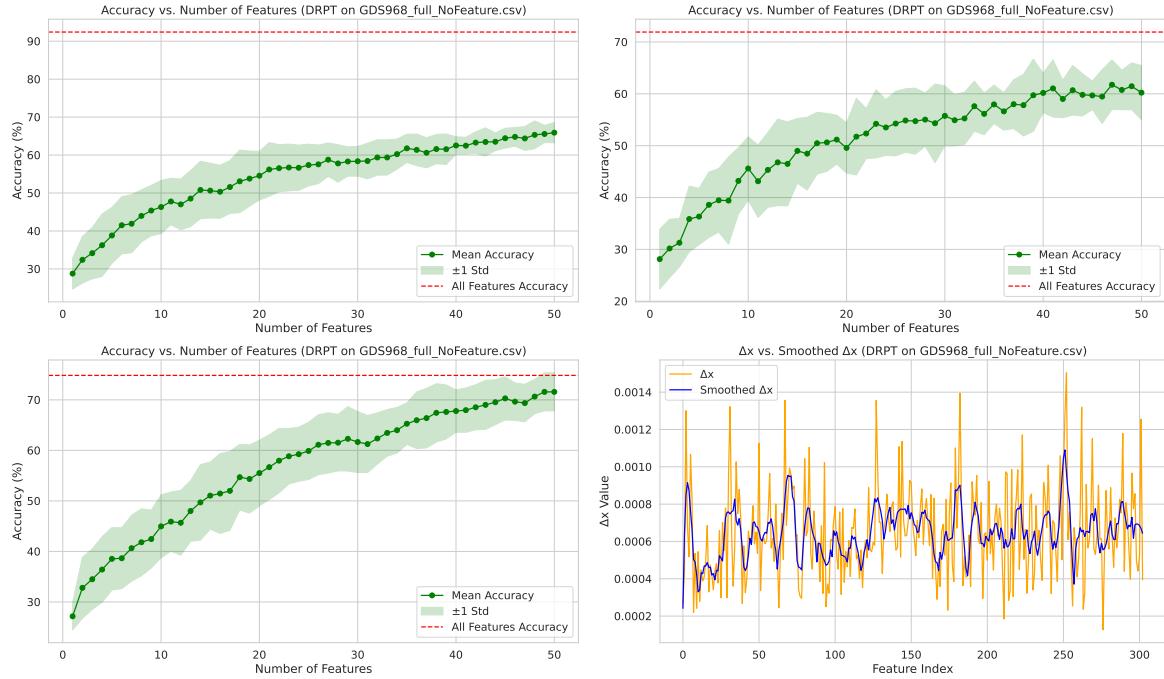 Accuracy vs. Number of Features (DRPT on GDS968_full_NoFeature.csv)
Accuracy (%)
90
80
70
60
50
40
30
Mean Accuracy
±1 Std
All Features Accuracy
0 10 20 30 40 50
Number of Features
Accuracy vs. Number of Features (DRPT on GDS968_full_NoFeature.csv)
Accuracy (%)
70
60
50
40
30
20
Mean Accuracy
±1 Std
All Features Accuracy
0 10 20 30 40 50
Number of Features
Accuracy vs. Number of Features (DRPT on GDS968_full_NoFeature.csv)
Accuracy (%)
70
60
50
40
30
Mean Accuracy
±1 Std
All Features Accuracy
0 10 20 30 40 50
Number of Features
Δx vs. Smoothed Δx (DRPT on GDS968_full_NoFeature.csv)
Δx Value
Δx
Smoothed Δx
0.0014
0.0012
0.0010
0.0008
0.0006
0.0004
0.0002
0 50 100 150 200 250 300
Feature Index